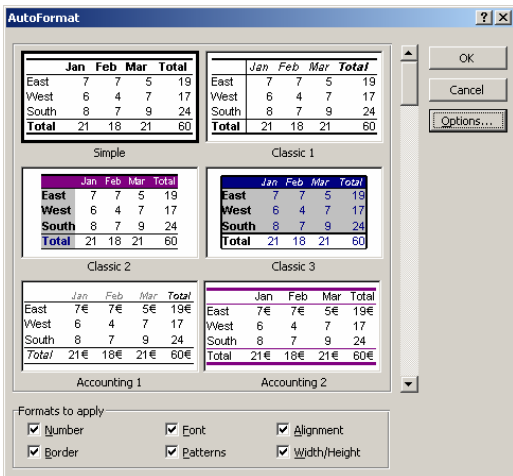 AutoFormat
Jan Feb Mar Total
East 7 7 5 19
West 6 4 7 17
South 8 7 9 24
Total 21 18 21 60
Simple
Jan Feb Mar Total
East 7 7 5 19
West 6 4 7 17
South 8 7 9 24
Total 21 18 21 60
Classic 1
OK
Cancel
Options...
Jan Feb Mar Total
East 7 7 5 19
West 6 4 7 17
South 8 7 9 24
Total 21 18 21 60
Classic 2
Jan Feb Mar Total
East 7 7 5 19
West 6 4 7 17
South 8 7 9 24
Total 21 18 21 60
Classic 3
Jan Feb Mar Total
East 7€ 7€ 5€ 19€
West 6 4 7 17
South 8 7 9 24
Total 21€ 18€ 21€ 60€
Accounting 1
Jan Feb Mar Total
East 7€ 7€ 5€ 19€
West 6 4 7 17
South 8 7 9 24
Total 21€ 18€ 21€ 60€
Accounting 2
Formats to apply
Number Font Alignment
Border Patterns Width/Height